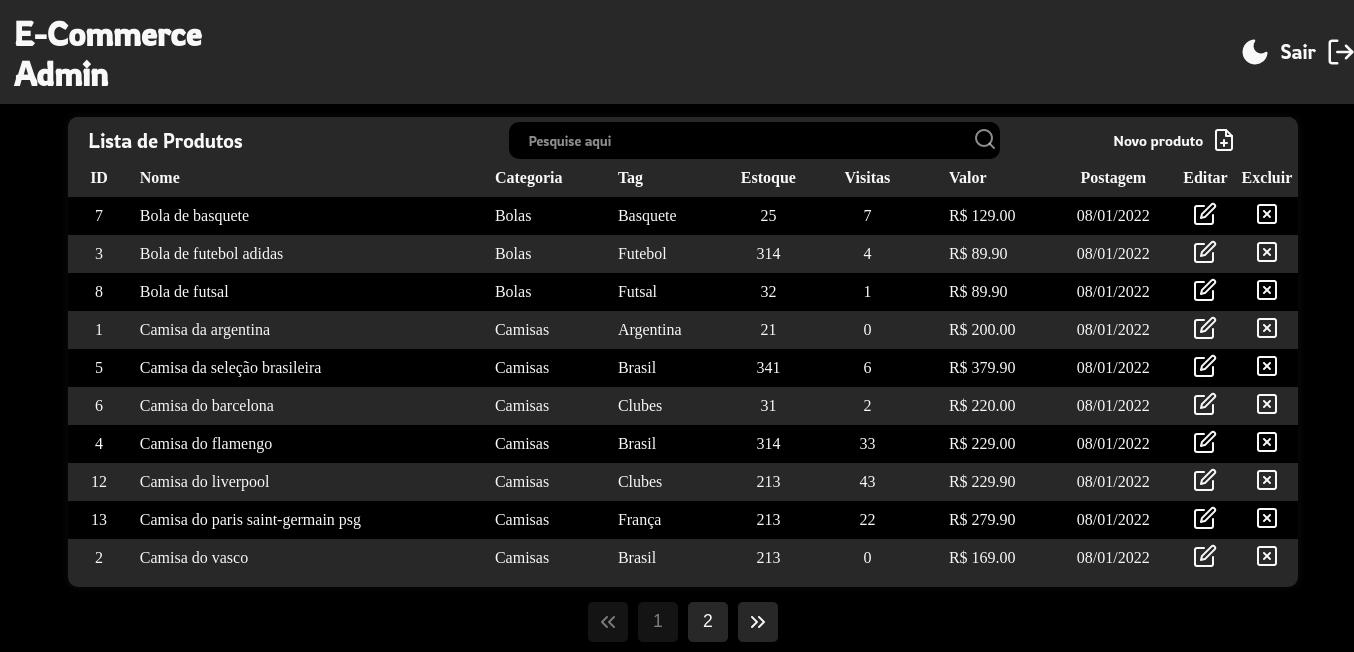 E-Commerce
Admin
Sair
Lista de Produtos
Pesquise aqui
Novo produto
ID Nome Categoria Tag Estoque Visitas Valor Postagem Editar Excluir
7 Bola de basquete Bolas Basquete 25 7 R$ 129.00 08/01/2022
3 Bola de futebol adidas Bolas Futebol 314 4 R$ 89.90 08/01/2022
8 Bola de futsal Bolas Futsal 32 1 R$ 89.90 08/01/2022
1 Camisa da argentina Camisas Argentina 21 0 R$ 200.00 08/01/2022
5 Camisa da seleção brasileira Camisas Brasil 341 6 R$ 379.90 08/01/2022
6 Camisa do barcelona Camisas Clubes 31 2 R$ 220.00 08/01/2022
4 Camisa do flamengo Camisas Brasil 314 33 R$ 229.00 08/01/2022
12 Camisa do liverpool Camisas Clubes 213 43 R$ 229.90 08/01/2022
13 Camisa do paris saint-germain psg Camisas França 213 22 R$ 279.90 08/01/2022
2 Camisa do vasco Camisas Brasil 213 0 R$ 169.00 08/01/2022
1 2